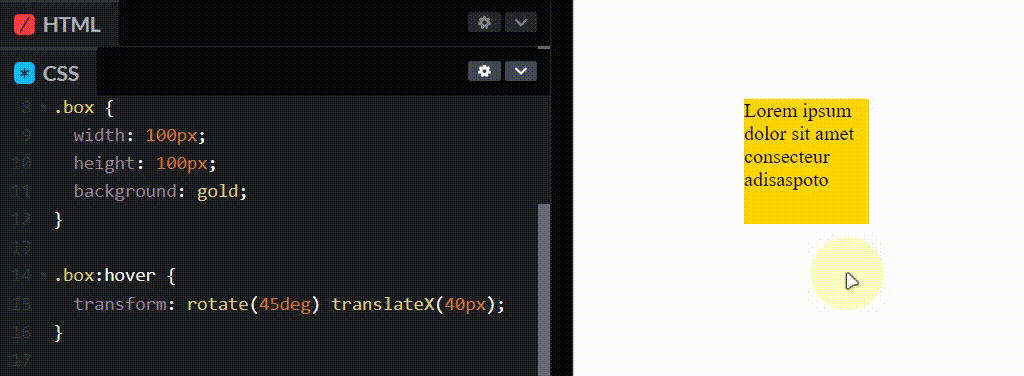 HTML
CSS
8 .box {
9 width: 100px;
10 height: 100px;
11 background: gold;
12 }
13
14 .box:hover {
15 transform: rotate(45deg) translateX(40px);
16 }
17
Lorem ipsum
dolor sit amet
consecteur
adisaspoto